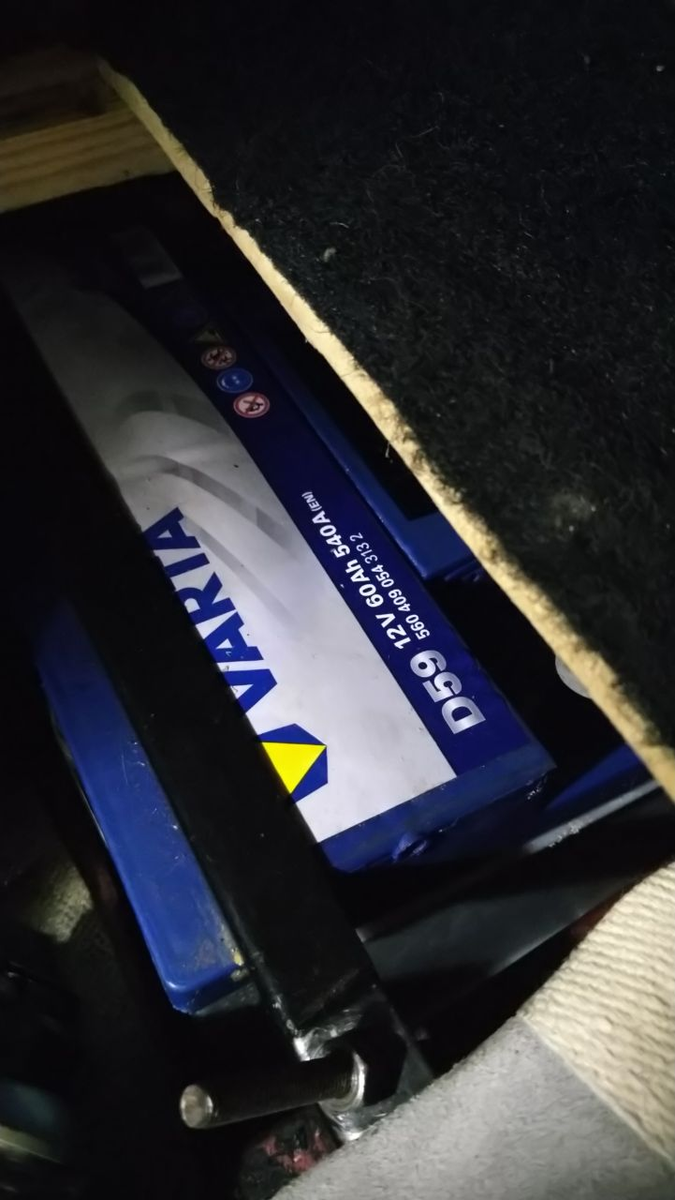 VARTA
D59 12V 60Ah 540A (EN)
560 409 054 313 2